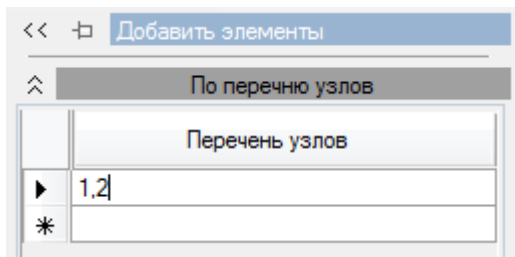 << Добавить элементы
По перечню узлов
Перечень узлов
1,2